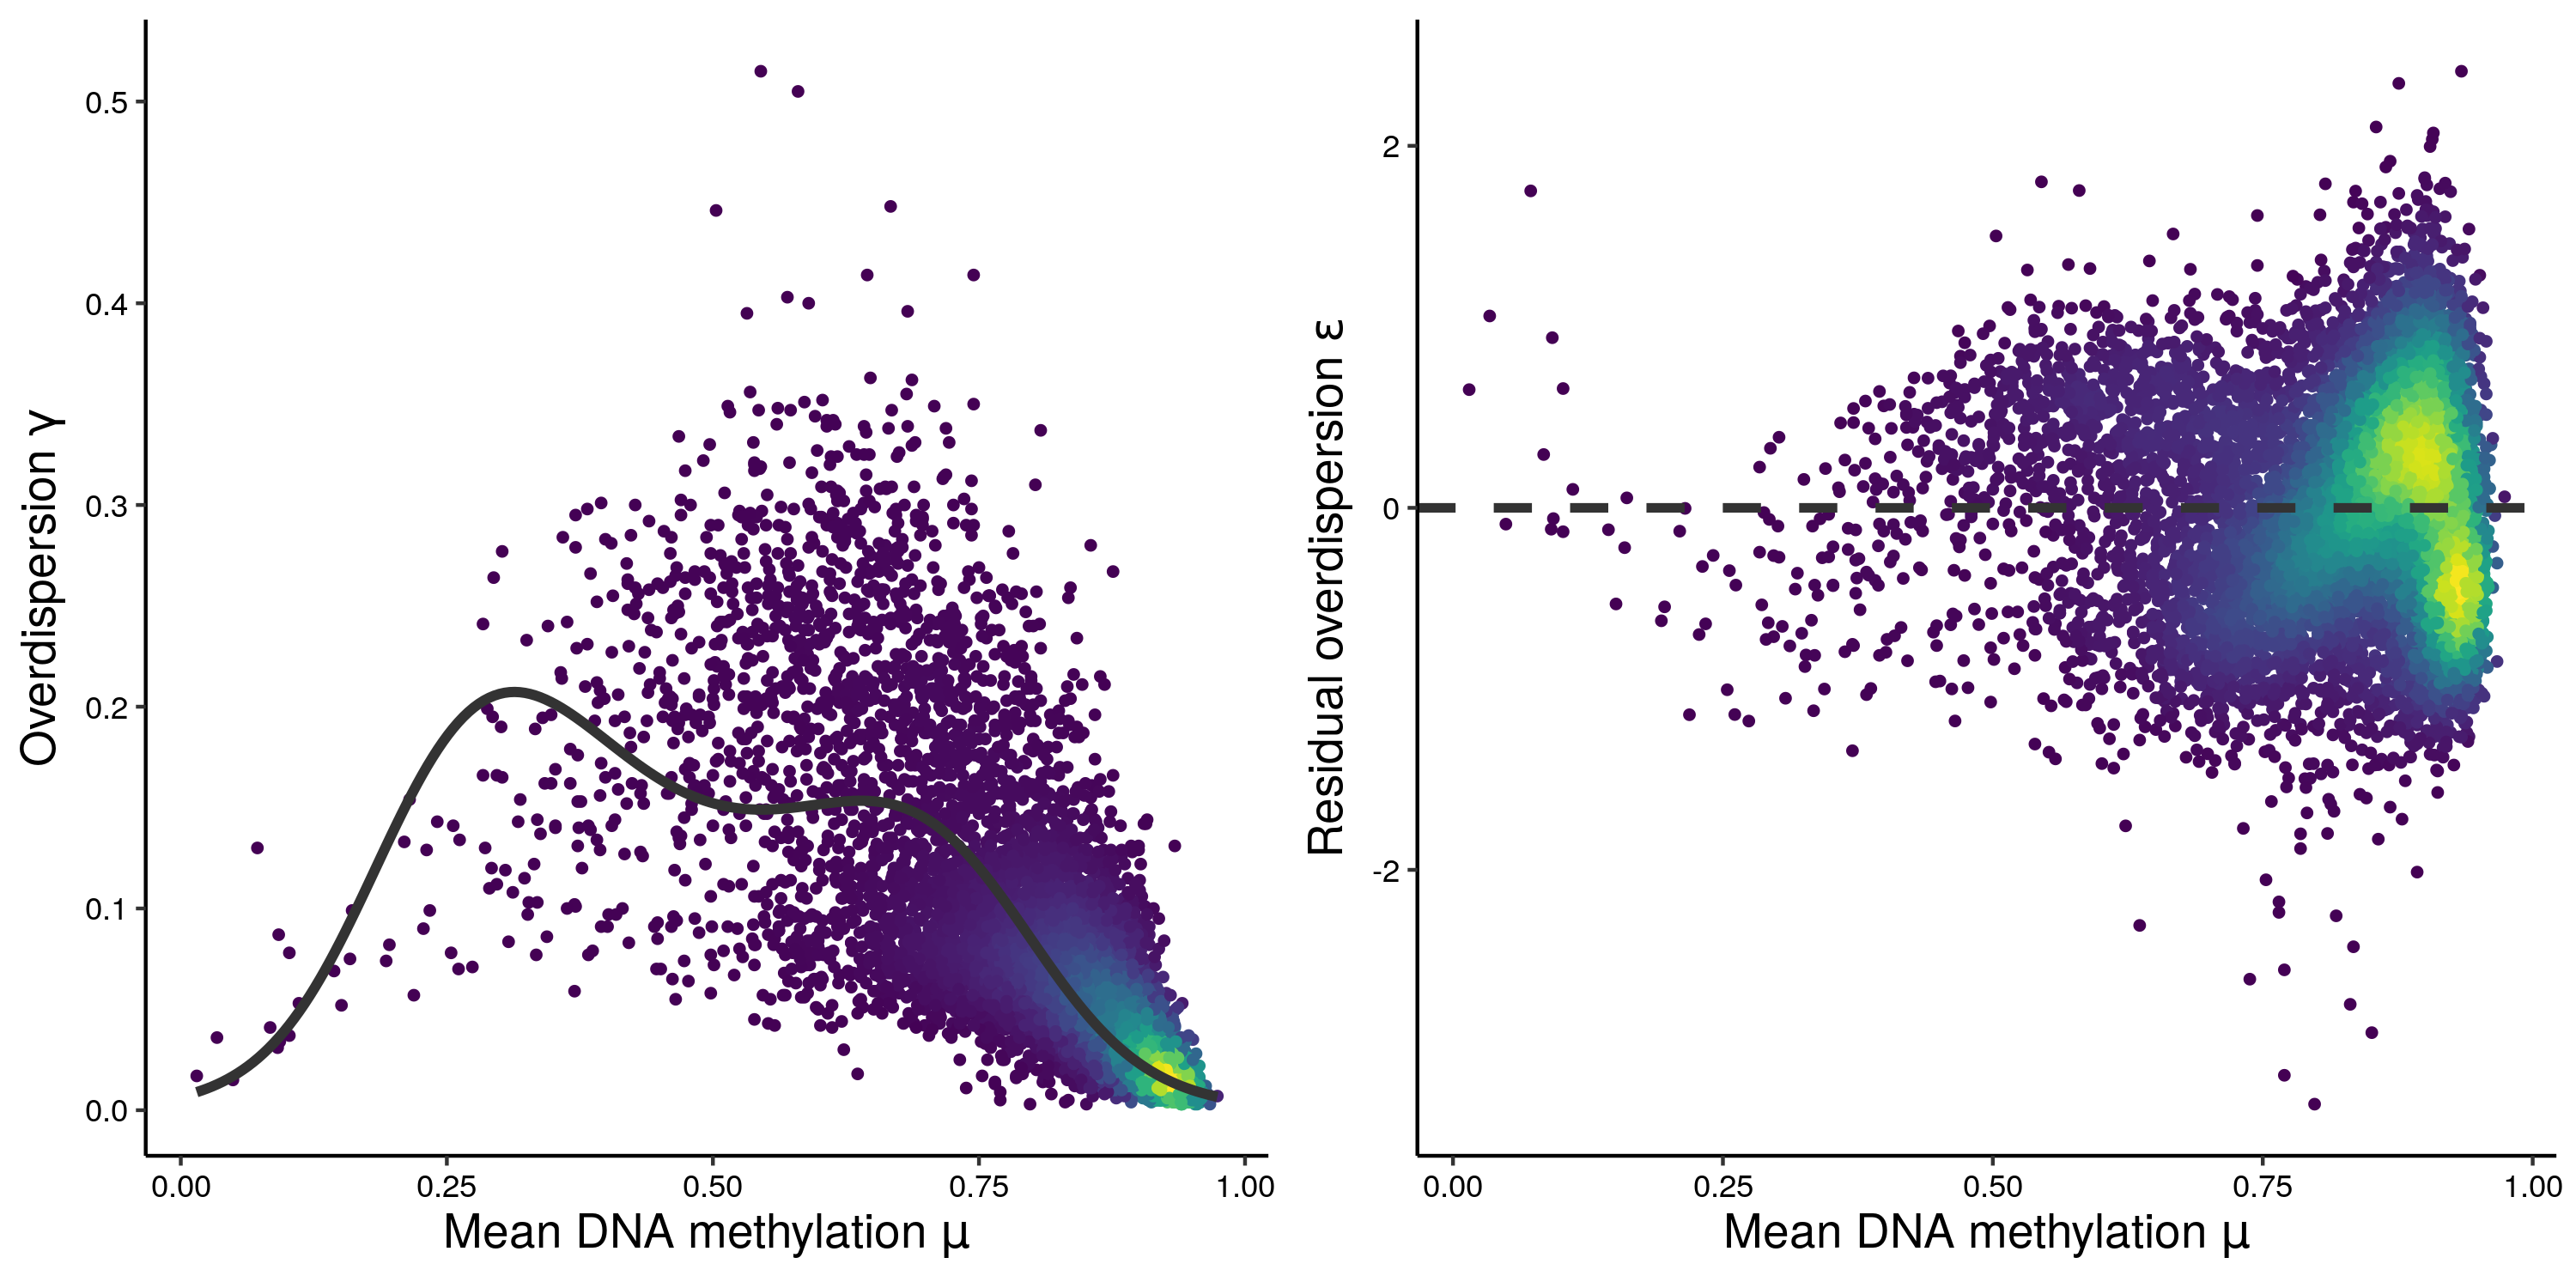 Overdispersion γ
0.5
0.4
0.3
0.2
0.1
0.0
0.00 0.25 0.50 0.75 1.00
Mean DNA methylation μ
Residual overdispersion ε
2
0
-2
0.00 0.25 0.50 0.75 1.00
Mean DNA methylation μ